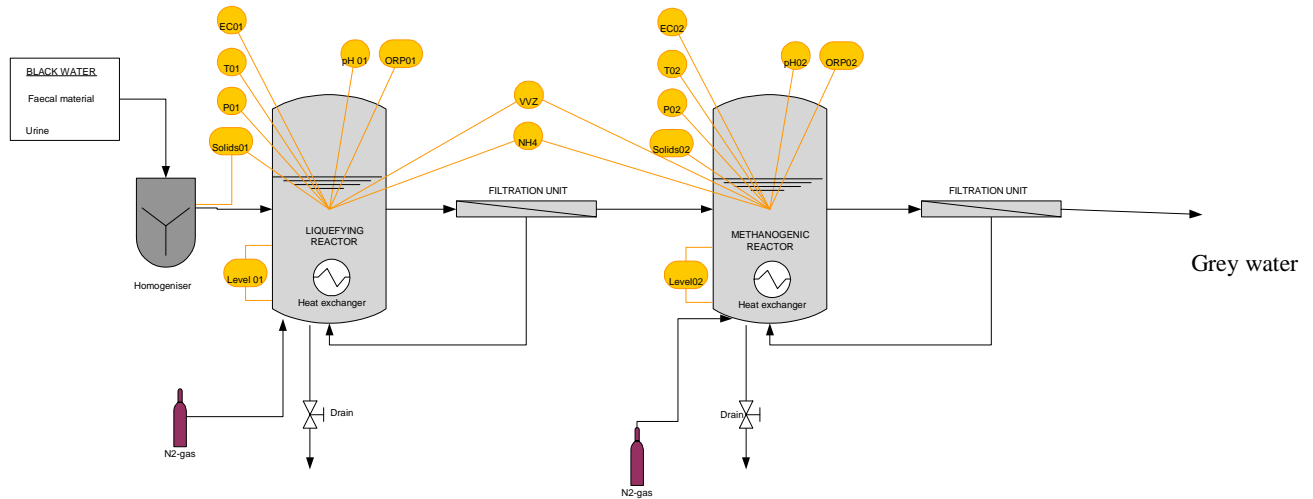 BLACK WATER
Faecal material
Urine
Homogeniser
EC01
T01
P01
Solids01
pH 01
ORP01
LIQUEFYING
REACTOR
Heat exchanger
Level 01
N2-gas
Drain
VVZ
NH4
FILTRATION UNIT
EC02
T02
P02
Solids02
pH02
ORP02
METHANOGENIC
REACTOR
Heat exchanger
Level02
N2-gas
Drain
FILTRATION UNIT
Grey water